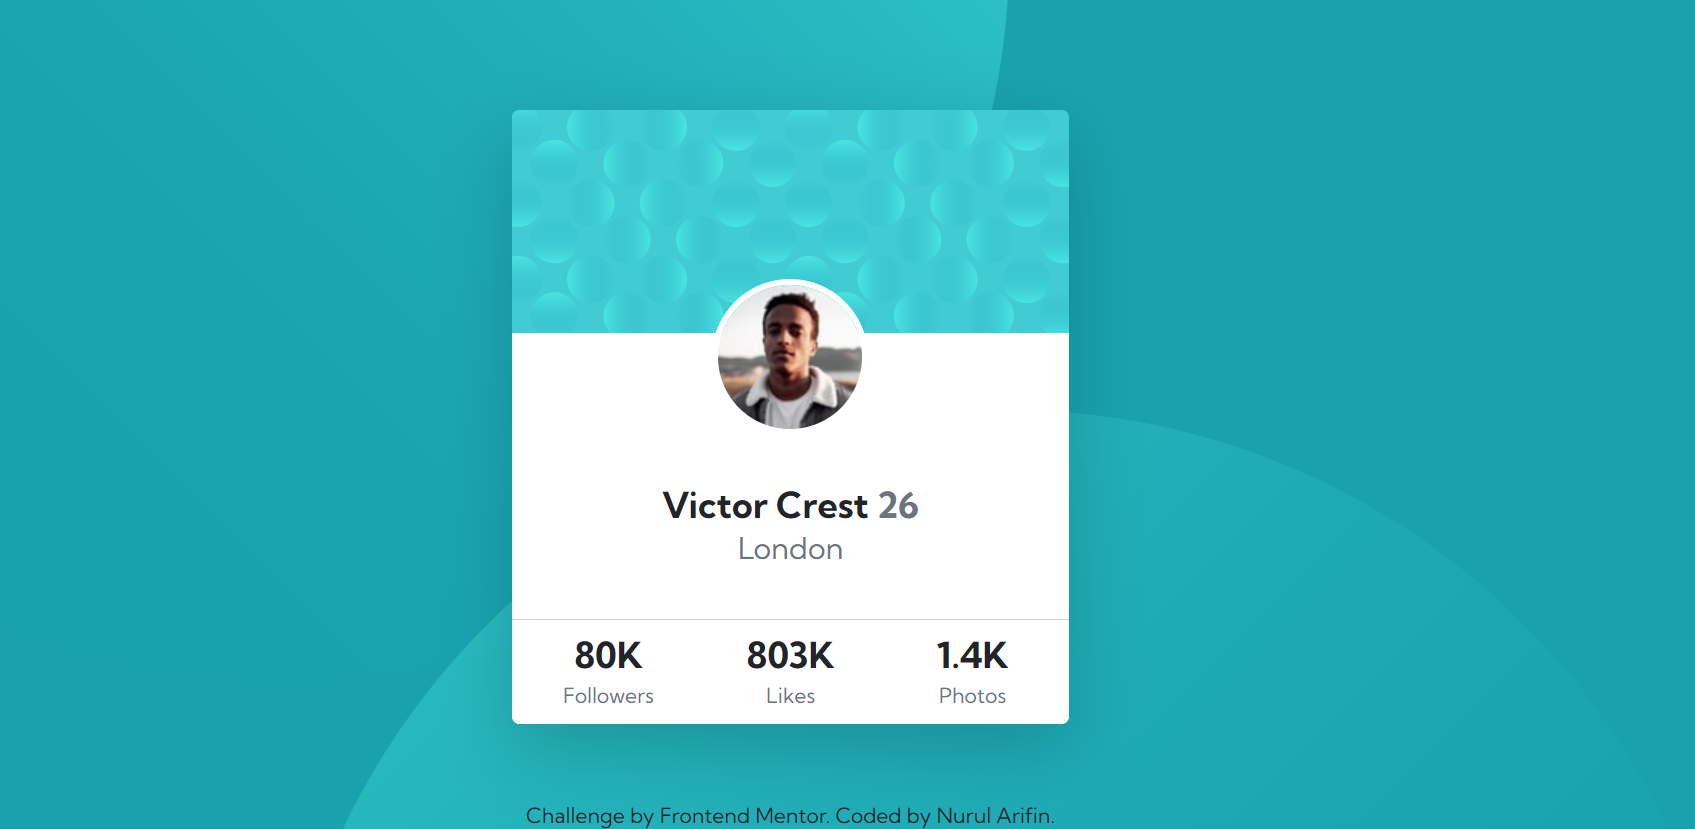 Victor Crest 26
London
80K 803K 1.4K
Followers Likes Photos
Challenge by Frontend Mentor. Coded by Nurul Arifin.